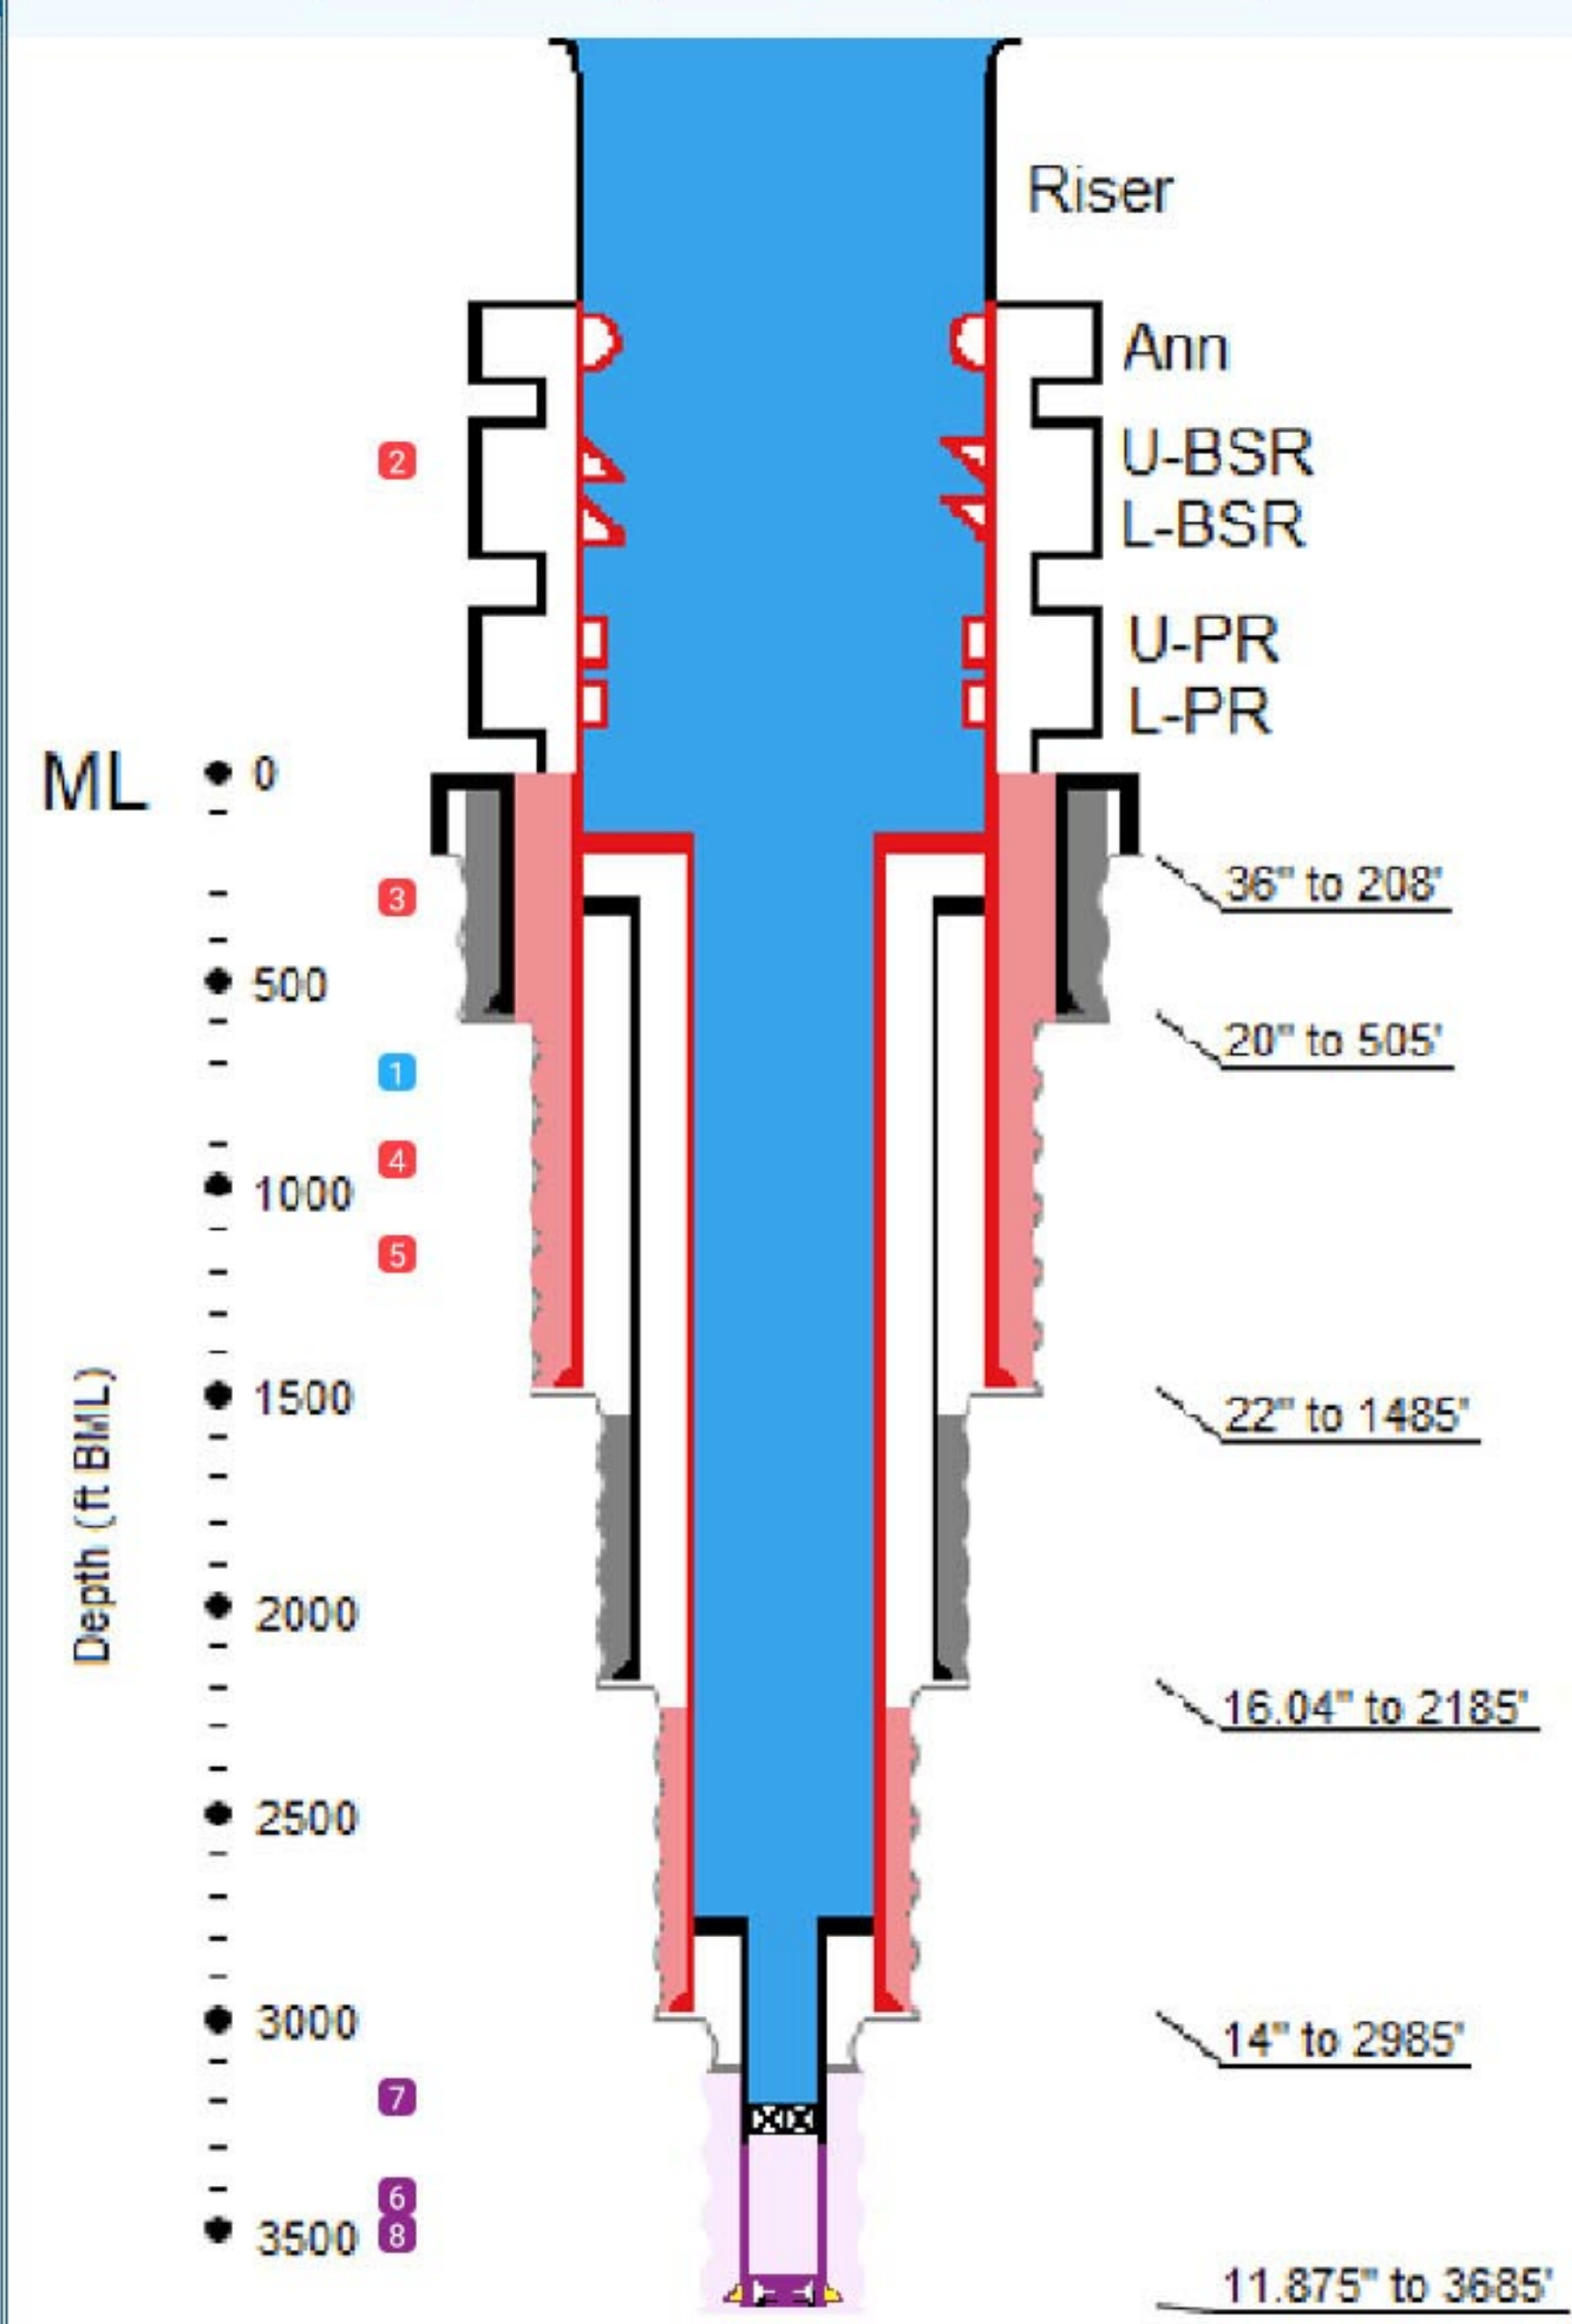 Riser
Ann
2
U-BSR
L-BSR
U-PR
L-PR
ML
0
3
36" to 208'
500
20" to 505'
1
4
1000
5
Depth (ft BML)
1500
22" to 1485'
2000
16.04" to 2185'
2500
3000
14" to 2985'
7
6
3500
8
11.875" to 3685'